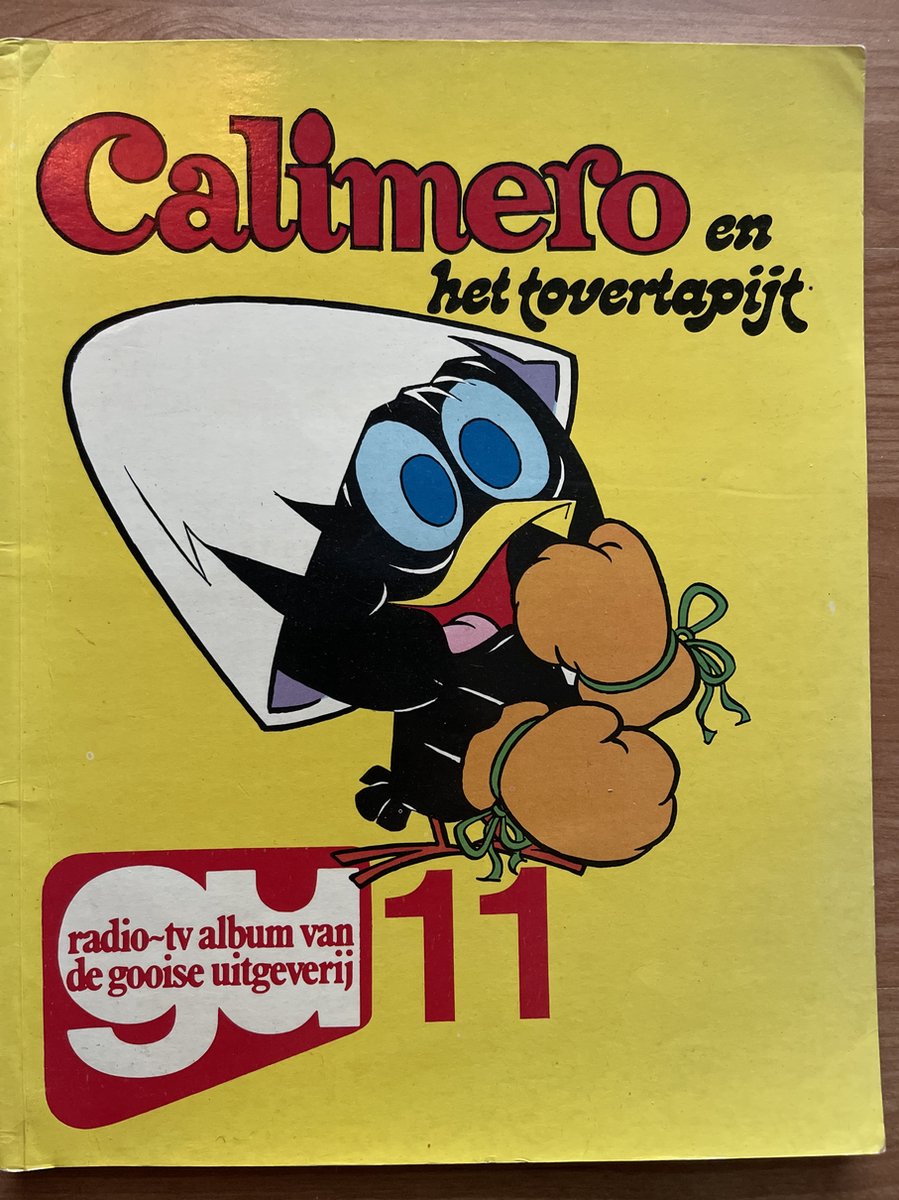 Calimero en
het tovertapijt
gu
radio~tv album van
de gooise uitgeverij
11